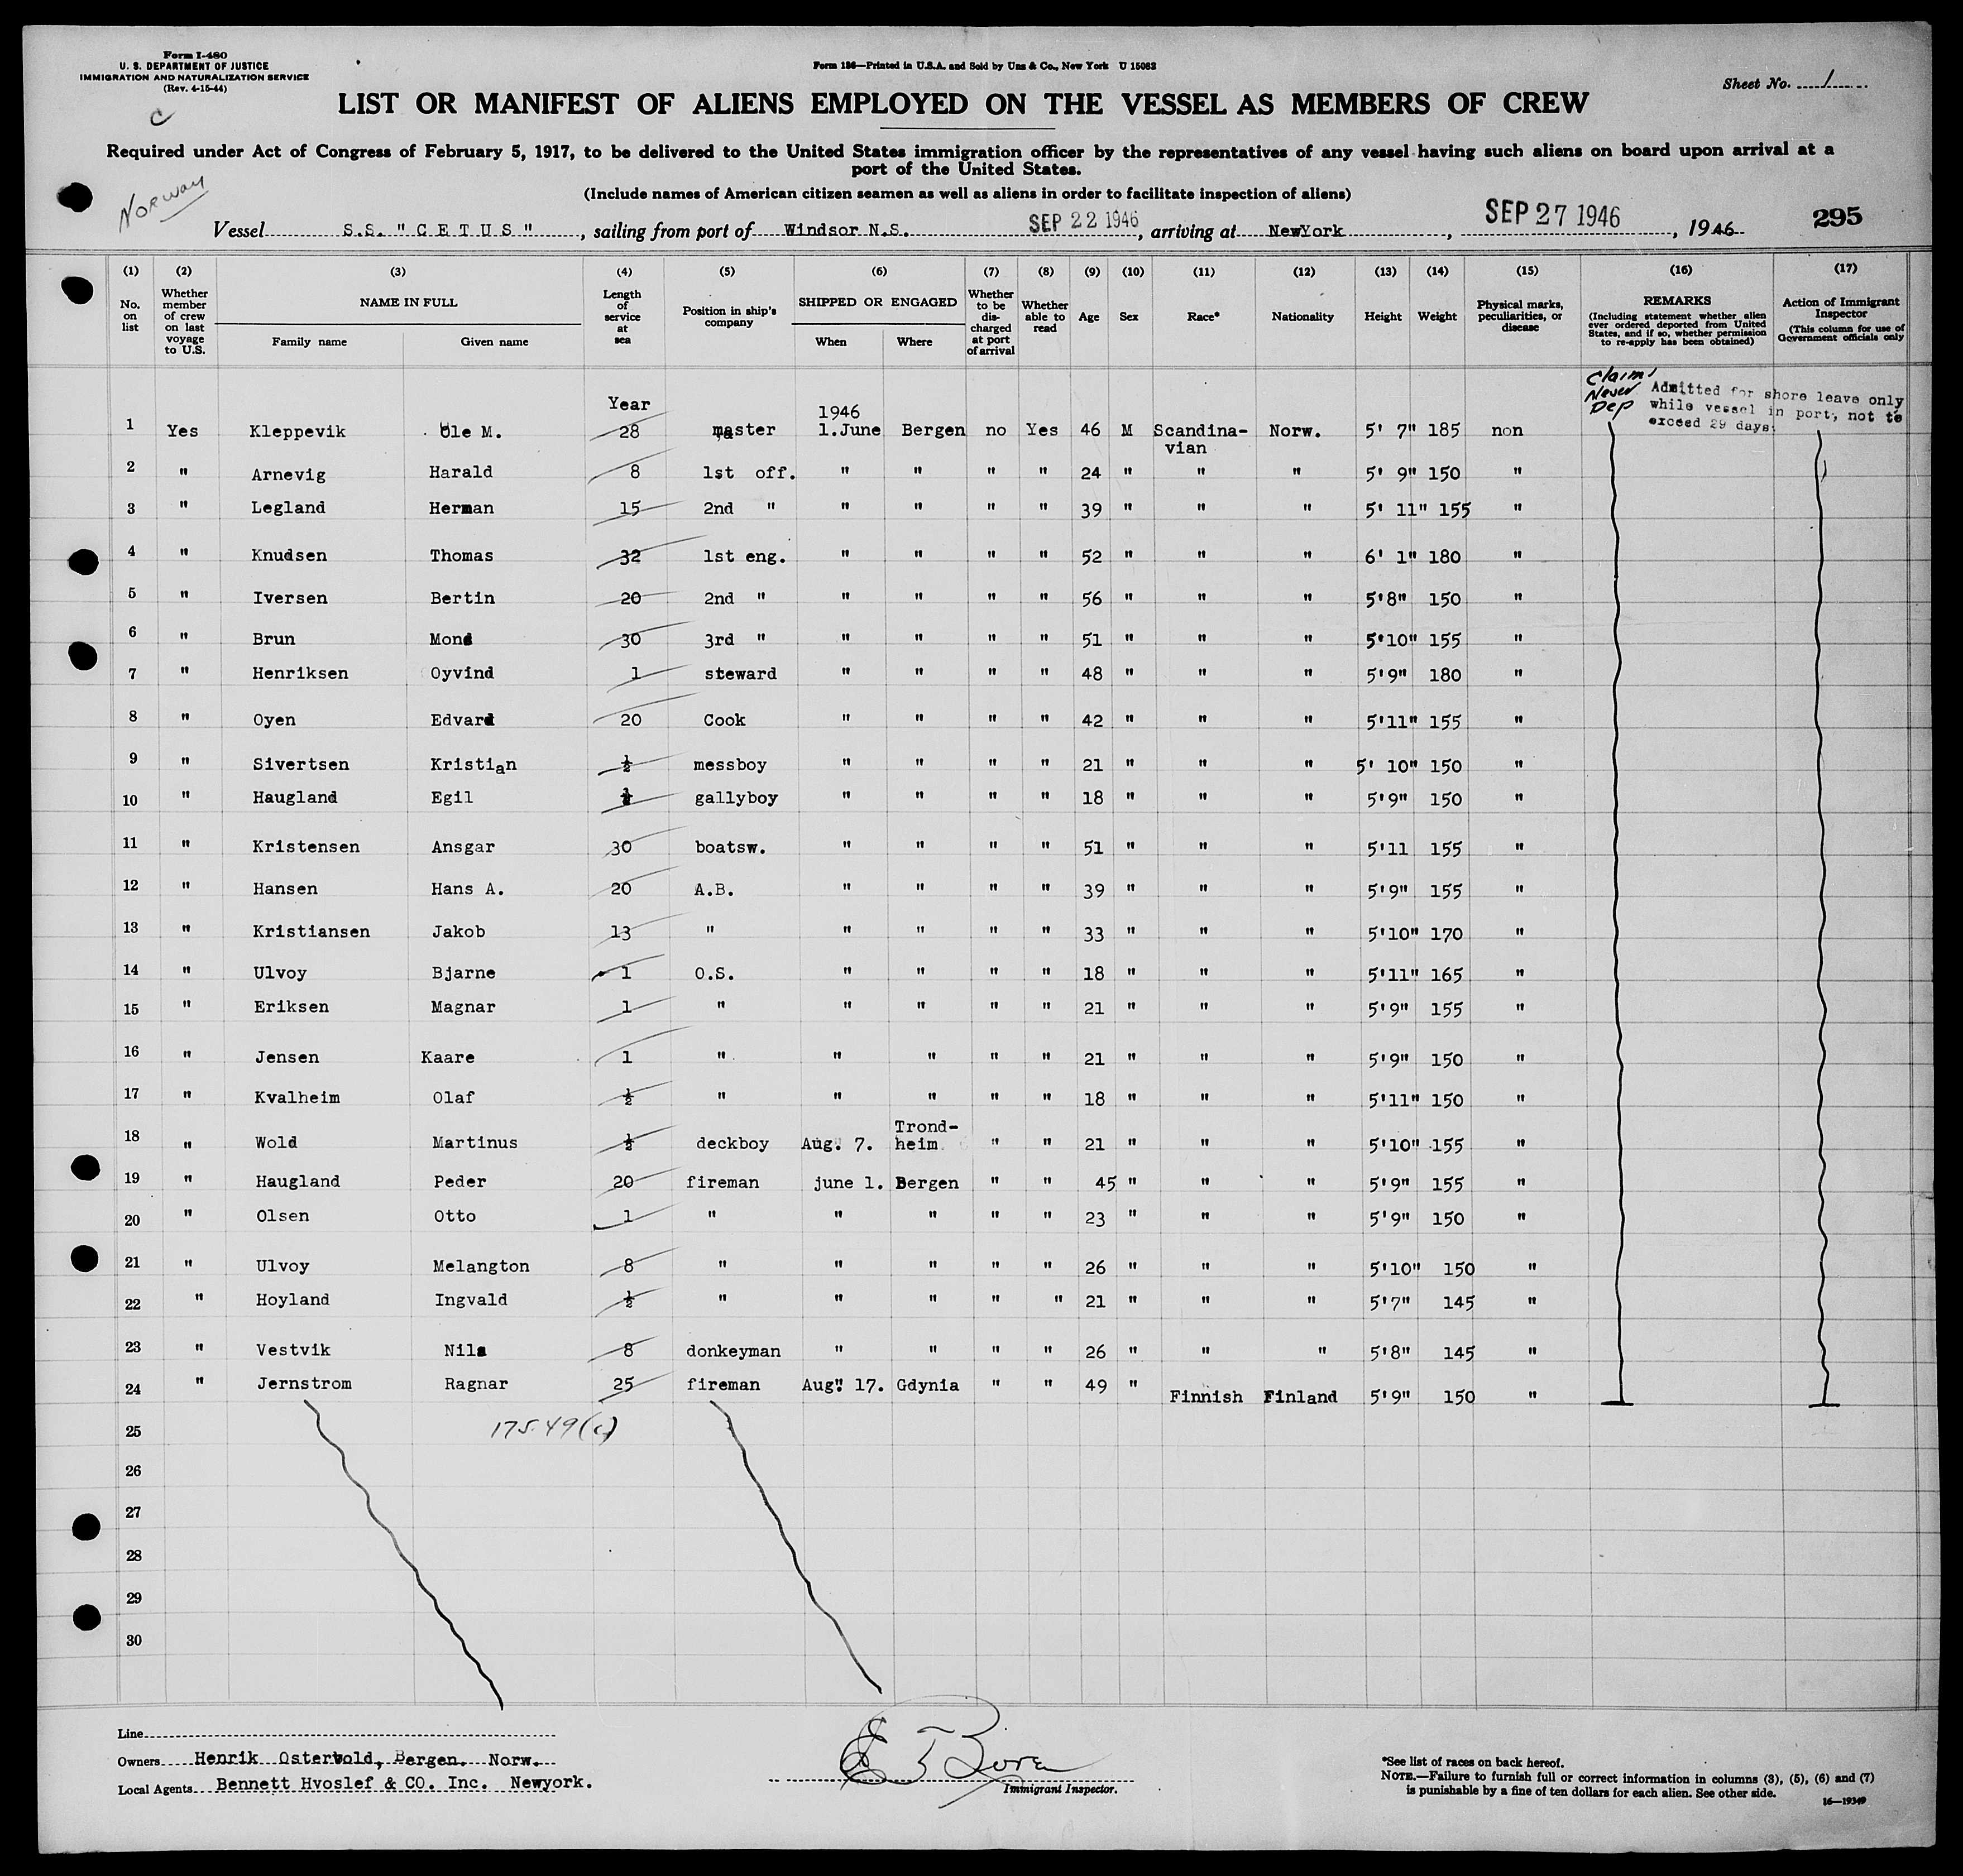 Form I-480
U. S. DEPARTMENT OF JUSTICE
IMMIGRATION AND NATURALIZATION SERVICE
(Rev. 4-15-44)
Form 186—Printed in U.S.A. and Sold by Unz & Co., New York U 15082
Sheet No. 1
C
LIST OR MANIFEST OF ALIENS EMPLOYED ON THE VESSEL AS MEMBERS OF CREW
Required under Act of Congress of February 5, 1917, to be delivered to the United States immigration officer by the representatives of any vessel having such aliens on board upon arrival at a
port of the United States.
(Include names of American citizen seamen as well as aliens in order to facilitate inspection of aliens)
Norway
Vessel S.S. "CETUS", sailing from port of Windsor N.S. SEP 22 1946, arriving at NewYork, SEP 27 1946, 1946 295
(1) (2) (3) (4) (5) (6) (7) (8) (9) (10) (11) (12) (13) (14) (15) (16) (17)
No. on list
Whether member of crew on last voyage to U.S.
NAME IN FULL
Family name Given name
Length of service at sea
Position in ship's company
SHIPPED OR ENGAGED
When Where
Whether to be discharged at port of arrival
Whether able to read
Age
Sex
Race*
Nationality
Height
Weight
Physical marks, peculiarities, or disease
REMARKS
(Including statement whether alien ever ordered deported from United States, and if so, whether permission to re-apply has been obtained)
Action of Immigrant Inspector
(This column for use of Government officials only
Claim Never Dep
Admitted for shore leave only
while vessel in port, not to
exceed 29 days.
Year
1946
1 Yes Kleppevik Ole M. 28 master 1.June Bergen no Yes 46 M Scandina-vian Norw. 5' 7" 185 non
2 " Arnevig Harald 8 1st off. " " " " 24 " " " 5' 9" 150 "
3 " Legland Herman 15 2nd " " " " " 39 " " " 5' 11" 155 "
4 " Knudsen Thomas 32 1st eng. " " " " 52 " " " 6' 1" 180 "
5 " Iversen Bertin 20 2nd " " " " " 56 " " " 5'8" 150 "
6 " Brun Mond 30 3rd " " " " " 51 " " " 5'10" 155 "
7 " Henriksen Oyvind 1 steward " " " " 48 " " " 5'9" 180 "
8 " Oyen Edvard 20 Cook " " " " 42 " " " 5'11" 155 "
9 " Sivertsen Kristian ½ messboy " " " " 21 " " " 5' 10" 150 "
10 " Haugland Egil ½ gallyboy " " " " 18 " " " 5'9" 150 "
11 " Kristensen Ansgar 30 boatsw. " " " " 51 " " " 5'11 155 "
12 " Hansen Hans A. 20 A.B. " " " " 39 " " " 5'9" 155 "
13 " Kristiansen Jakob 13 " " " " " 33 " " " 5'10" 170 "
14 " Ulvoy Bjarne 1 O.S. " " " " 18 " " " 5'11" 165 "
15 " Eriksen Magnar 1 " " " " " 21 " " " 5'9" 155 "
16 " Jensen Kaare 1 " " " " " 21 " " " 5'9" 150 "
17 " Kvalheim Olaf ½ " " " " " 18 " " " 5'11" 150 "
18 " Wold Martinus ½ deckboy Aug. 7. Trond-heim " " 21 " " " 5'10" 155 "
19 " Haugland Peder 20 fireman june 1. Bergen " " 45 " " " 5'9" 155 "
20 " Olsen Otto 1 " " " " " 23 " " " 5'9" 150 "
21 " Ulvoy Melangton 8 " " " " " 26 " " " 5'10" 150 "
22 " Hoyland Ingvald ½ " " " " " 21 " " " 5'7" 145 "
23 " Vestvik Nils 8 donkeyman " " " " 26 " " " 5'8" 145 "
24 " Jernstrom Ragnar 25 fireman Aug. 17. Gdynia " " 49 " Finnish Finland 5'9" 150 "
25 175.49(c)
26
27
28
29
30
Line
Owners Henrik Ostervold, Bergen. Norw.
Local Agents Bennett Hvoslef & CO. Inc. Newyork.
Immigrant Inspector.
*See list of races on back hereof.
NOTE.—Failure to furnish full or correct information in columns (3), (5), (6) and (7)
is punishable by a fine of ten dollars for each alien. See other side.
16—19349